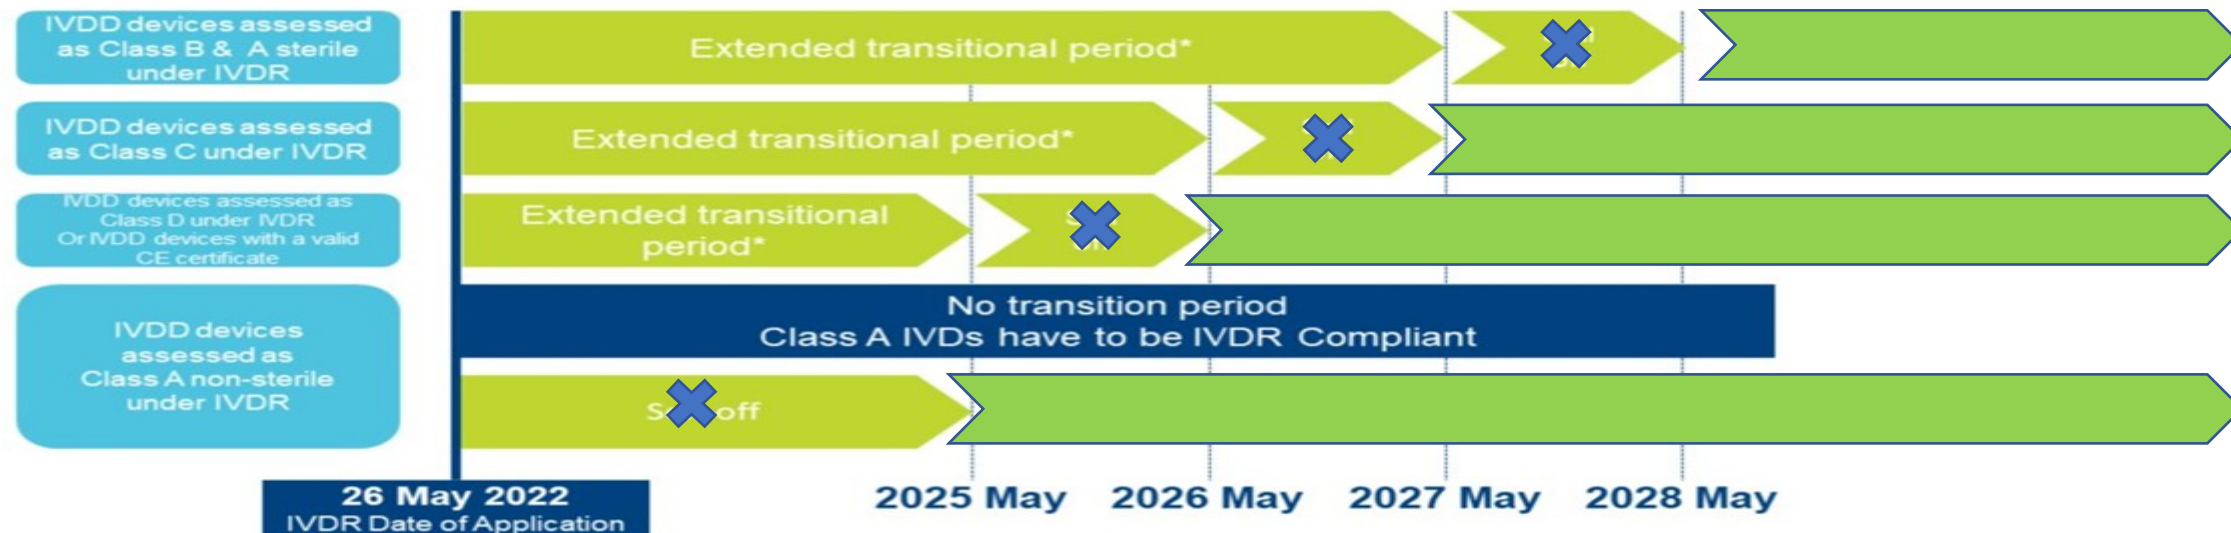 IVDD devices assessed
as Class B & A sterile
under IVDR
Extended transitional period*
IVDD devices assessed
as Class C under IVDR
Extended transitional period*
IVDD devices assessed as
Class D under IVDR
Or IVDD devices with a valid
CE certificate
Extended transitional
period*
IVDD devices
assessed as
Class A non-sterile
under IVDR
No transition period
Class A IVDs have to be IVDR Compliant
off
26 May 2022
IVDR Date of Application
2025 May
2026 May
2027 May
2028 May